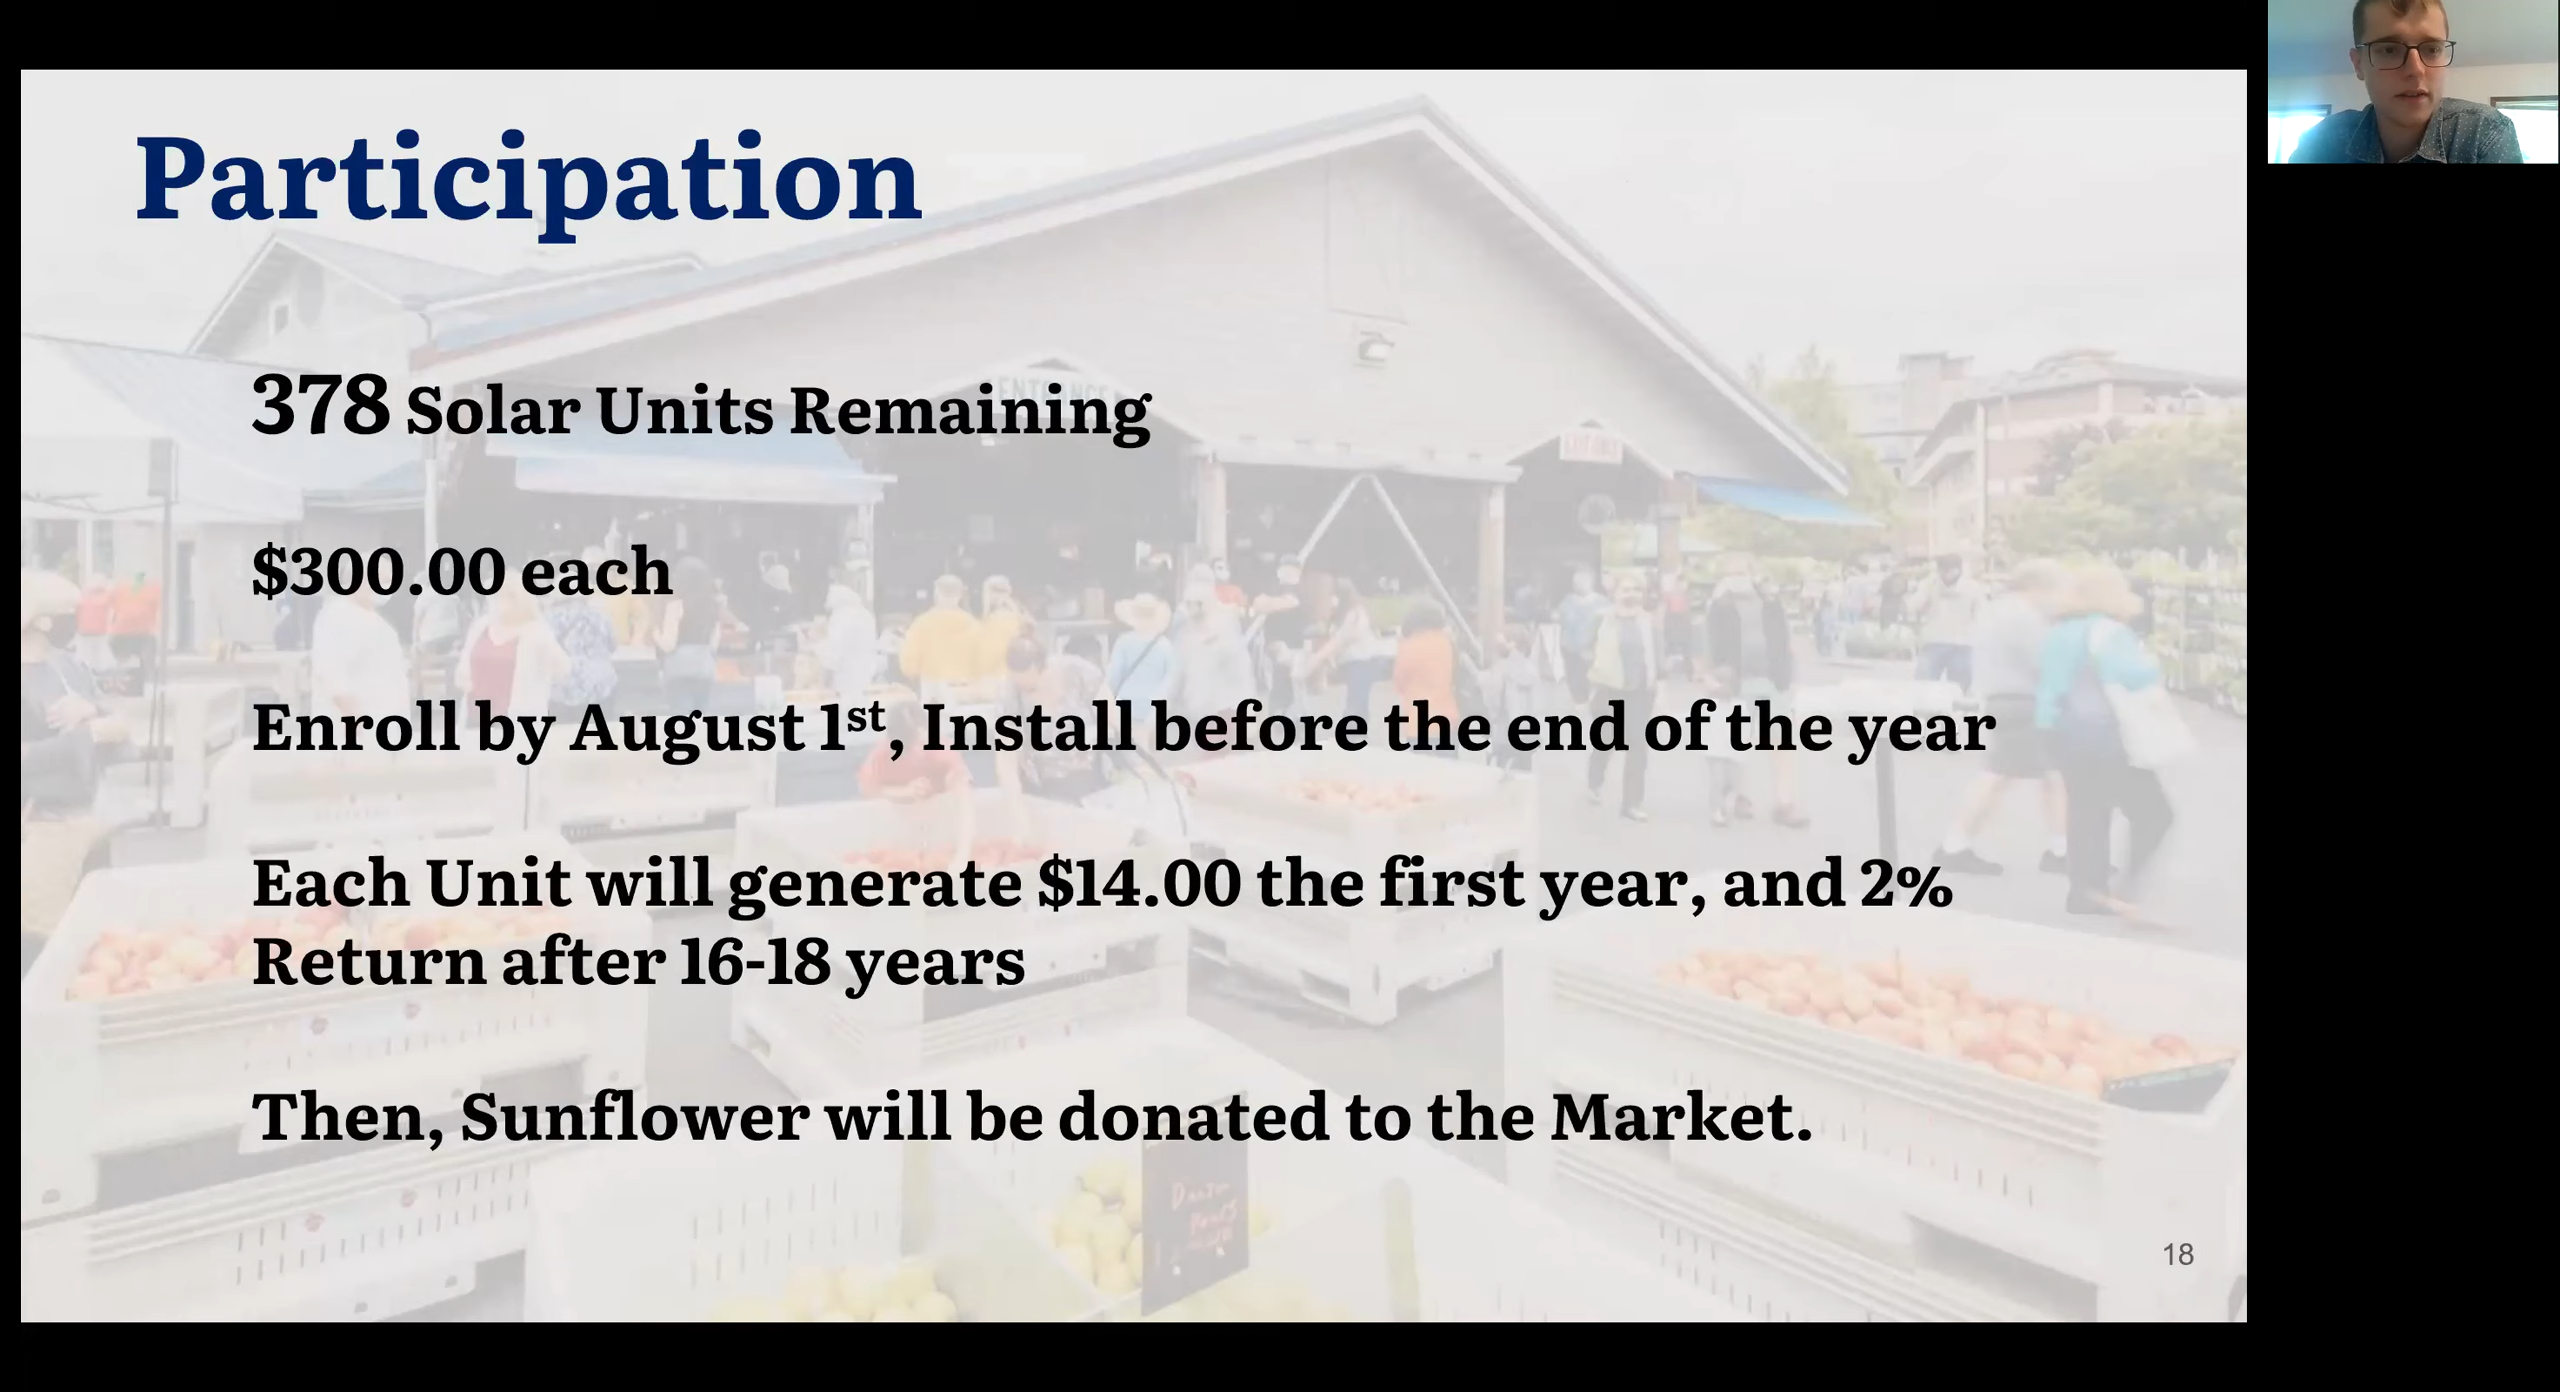 Participation
ENTRANCE
378 Solar Units Remaining
$300.00 each
Enroll by August 1st, Install before the end of the year
Each Unit will generate $14.00 the first year, and 2%
Return after 16-18 years
Then, Sunflower will be donated to the Market.
18